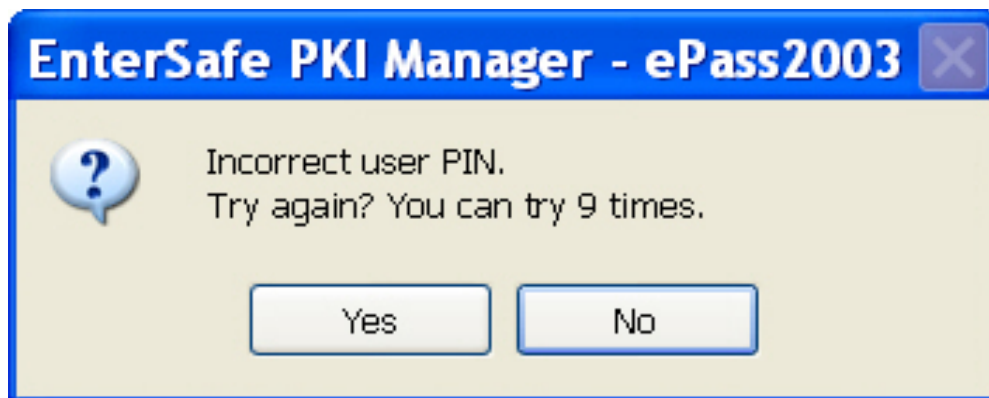 EnterSafe PKI Manager - ePass2003
Incorrect user PIN.
Try again? You can try 9 times.
Yes
No